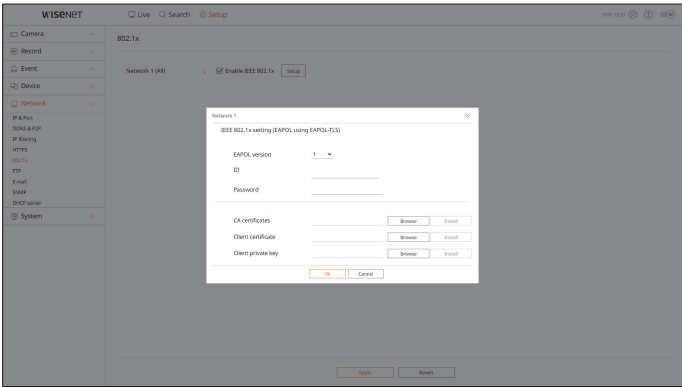 WISENET
Live Search Setup
Camera
Record
Event
Device
Network
IP & Port
DDNS & P2P
IP filtering
HTTPS
802.1x
FTP
E-mail
SNMP
DHCP server
System
802.1x
Network 1 (All) : Enable IEEE 802.1x Setup
Network 1
IEEE 802.1x setting (EAPOL using EAPOL-TLS)
EAPOL version 1
ID
Password
CA certificates Browse Install
Client certificate Browse Install
Client private key Browse Install
Ok Cancel
Apply Revert